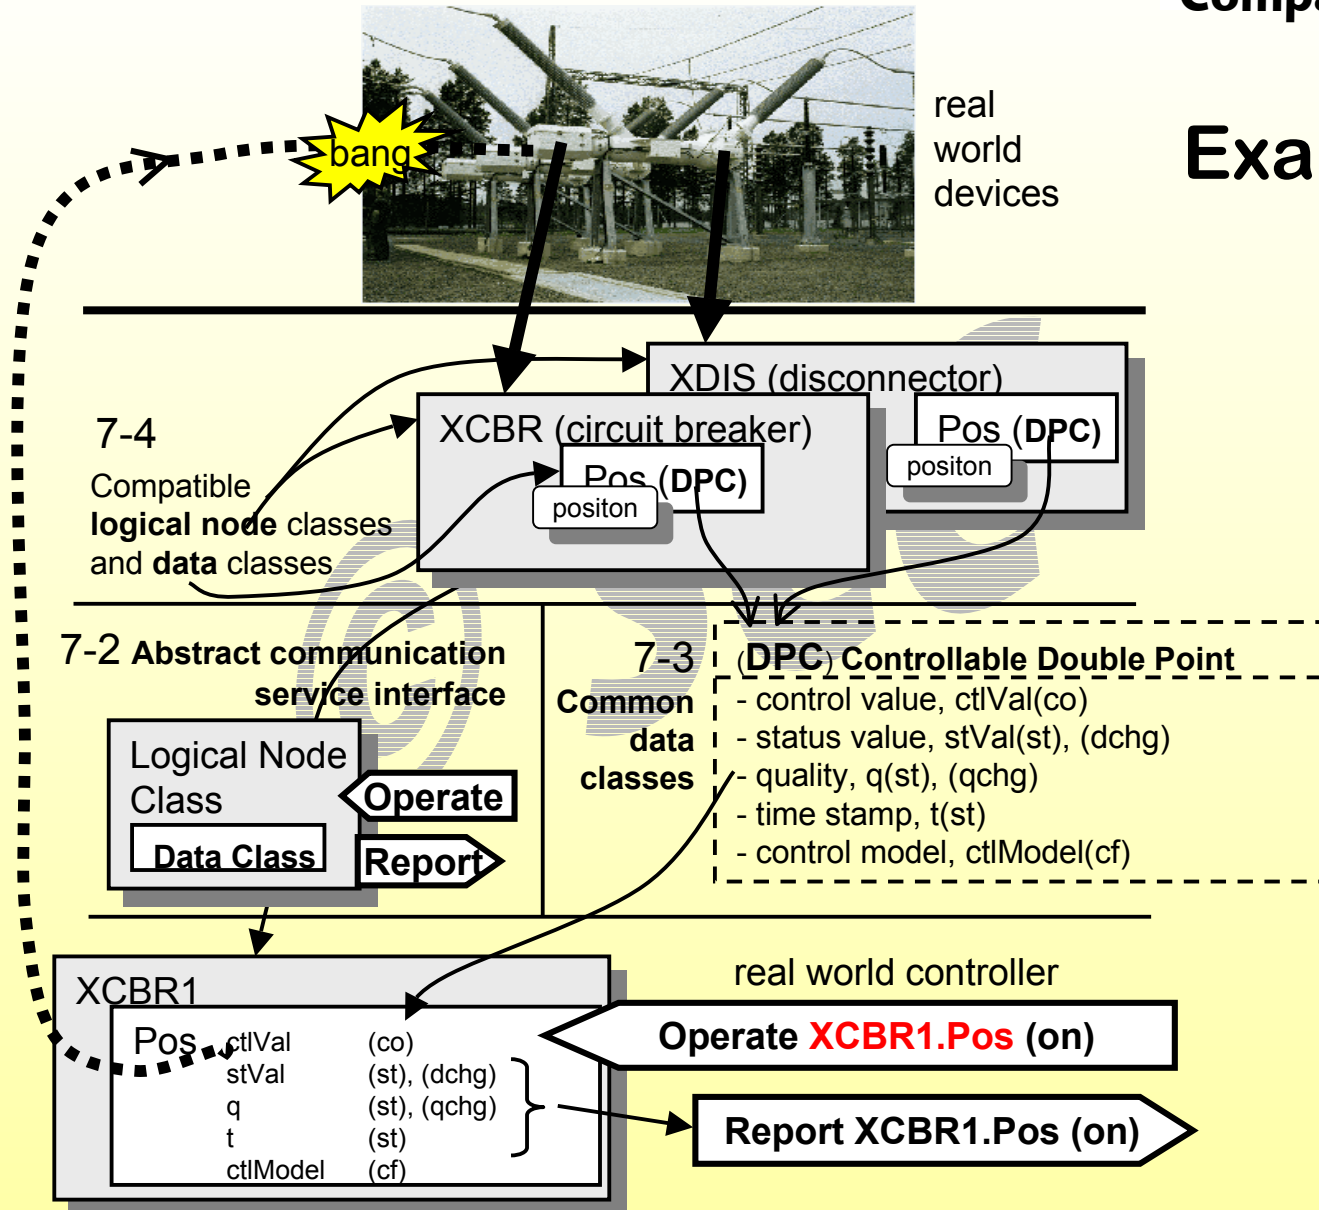 Compa
Exa
bang
real
world
devices
XDIS (disconnector)
Pos (DPC)
positon
XCBR (circuit breaker)
Pos (DPC)
positon
7-4
Compatible
logical node classes
and data classes
7-2 Abstract communication
service interface
Logical Node
Class
Data Class
Operate
Report
7-3
Common
data
classes
(DPC) Controllable Double Point
- control value, ctlVal(co)
- status value, stVal(st), (dchg)
- quality, q(st), (qchg)
- time stamp, t(st)
- control model, ctlModel(cf)
XCBR1
Pos
ctlVal (co)
stVal (st), (dchg)
q (st), (qchg)
t (st)
ctlModel (cf)
real world controller
Operate XCBR1.Pos (on)
Report XCBR1.Pos (on)